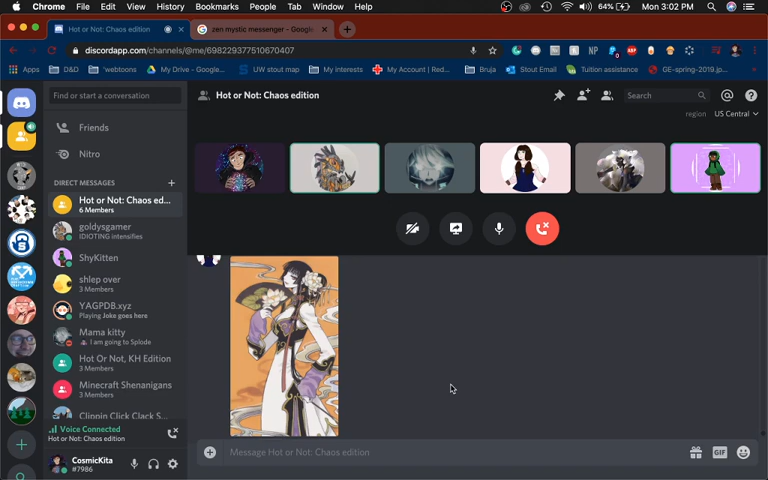 Chrome File Edit View History Bookmarks People Tab Window Help 64% Mon 3:02 PM
Hot or Not: Chaos edition
zen mystic messenger - Google
discordapp.com/channels/@me/698229377510670407
Apps D&D *webtoons My Drive - Google... UW stout map My interests My Account | Red... Bruja Stout Email Tuition assistance GE-spring-2019.jp...
Find or start a conversation
Hot or Not: Chaos edition
Search
region US Central
Friends
Nitro
DIRECT MESSAGES
Hot or Not: Chaos ed...
6 Members
goldysgamer
IDIOTING intensifies
ShyKitten
shlep over
3 Members
YAGPDB.xyz
Playing Joke goes here
Mama kitty
I am going to Splode
Hot Or Not, KH Edition
3 Members
Minecraft Shenanigans
3 Members
Clippin Click Clack S...
Voice Connected
Hot or Not: Chaos edition
CosmicKita
#7986
Message Hot or Not: Chaos edition
GIF